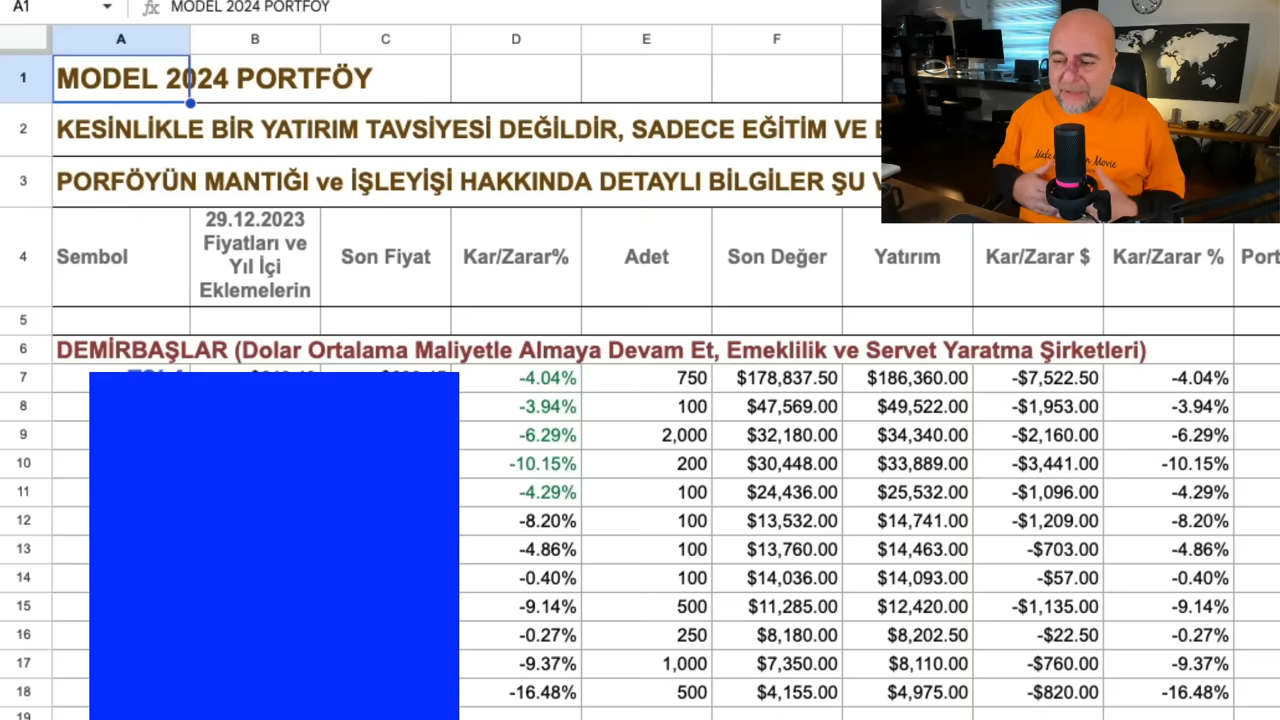 A1 fx MODEL 2024 PORTFÖY
A B C D E F
1 MODEL 2024 PORTFÖY
2 KESİNLİKLE BİR YATIRIM TAVSİYESİ DEĞİLDİR, SADECE EĞİTİM VE
3 PORFÖYÜN MANTIĞI ve İŞLEYİŞİ HAKKINDA DETAYLI BİLGİLER ŞU
4 Sembol 29.12.2023 Fiyatları ve Yıl İçi Eklemelerin Son Fiyat Kar/Zarar% Adet Son Değer Yatırım Kar/Zarar $ Kar/Zarar % Port
5
6 DEMİRBAŞLAR (Dolar Ortalama Maliyetle Almaya Devam Et, Emeklilik ve Servet Yaratma Şirketleri)
7 -4.04% 750 $178,837.50 $186,360.00 -$7,522.50 -4.04%
8 -3.94% 100 $47,569.00 $49,522.00 -$1,953.00 -3.94%
9 -6.29% 2,000 $32,180.00 $34,340.00 -$2,160.00 -6.29%
10 -10.15% 200 $30,448.00 $33,889.00 -$3,441.00 -10.15%
11 -4.29% 100 $24,436.00 $25,532.00 -$1,096.00 -4.29%
12 -8.20% 100 $13,532.00 $14,741.00 -$1,209.00 -8.20%
13 -4.86% 100 $13,760.00 $14,463.00 -$703.00 -4.86%
14 -0.40% 100 $14,036.00 $14,093.00 -$57.00 -0.40%
15 -9.14% 500 $11,285.00 $12,420.00 -$1,135.00 -9.14%
16 -0.27% 250 $8,180.00 $8,202.50 -$22.50 -0.27%
17 -9.37% 1,000 $7,350.00 $8,110.00 -$760.00 -9.37%
18 -16.48% 500 $4,155.00 $4,975.00 -$820.00 -16.48%
19
Movie